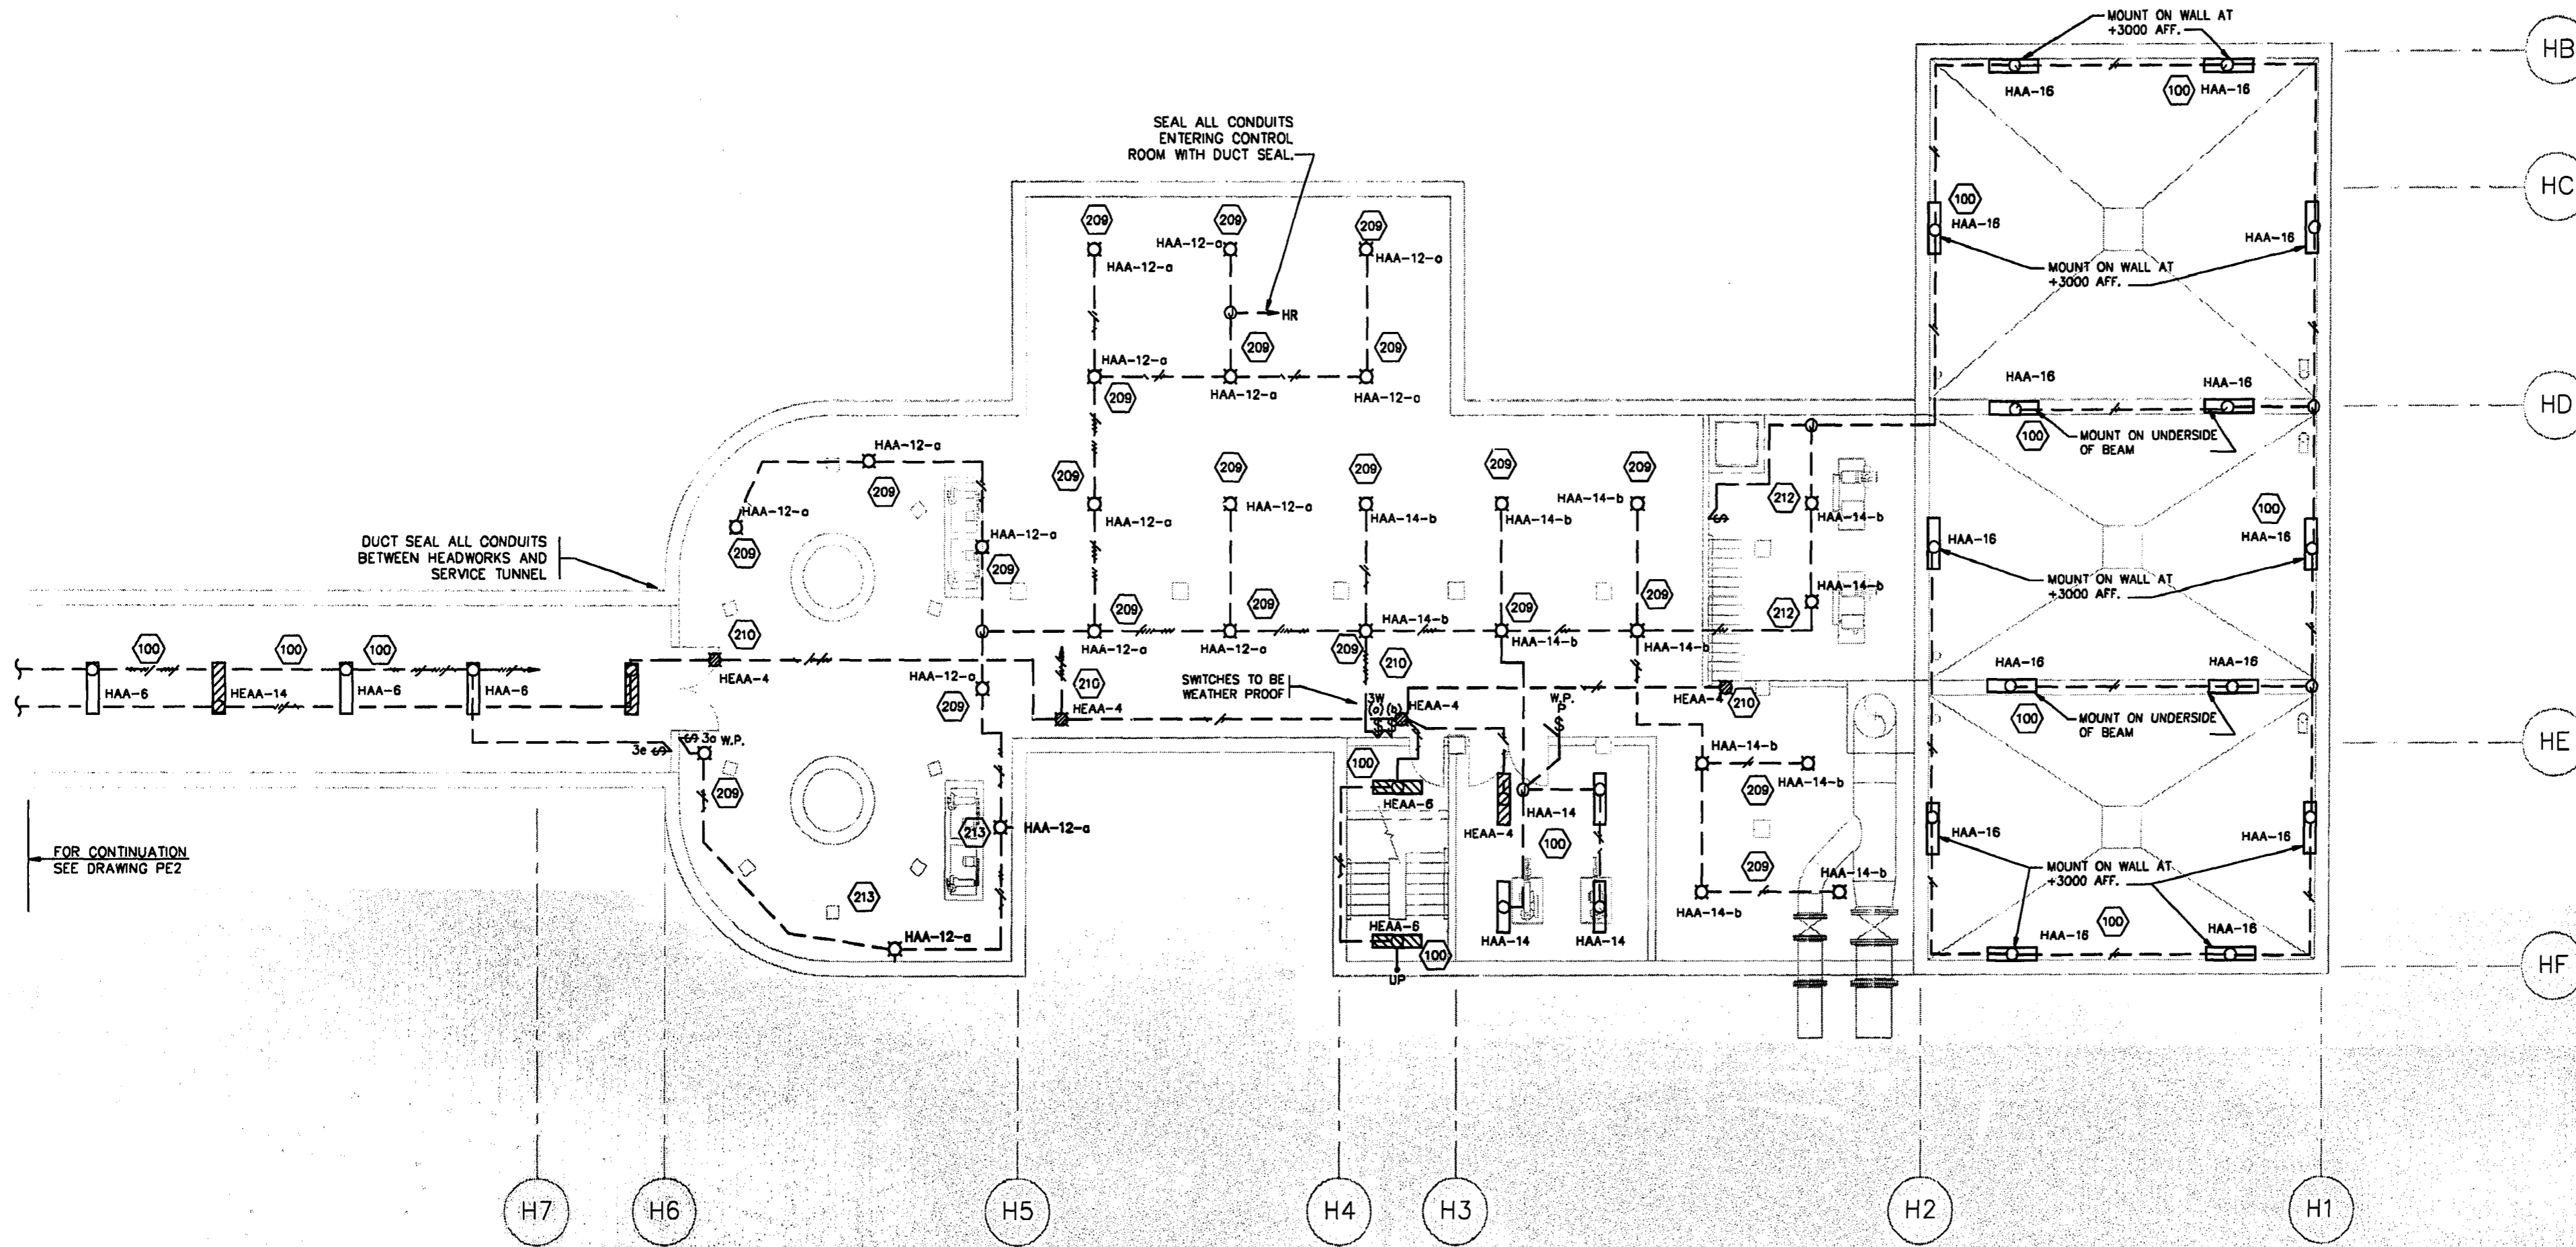 MOUNT ON WALL AT
+3000 AFF.
HB
HAA-16
100
HAA-16
SEAL ALL CONDUITS
ENTERING CONTROL
ROOM WITH DUCT SEAL.
HC
100
HAA-16
HAA-16
MOUNT ON WALL AT
+3000 AFF.
209
209
209
HAA-12-a
HAA-12-a
HAA-12-a
HR
209
209
HAA-12-a
HAA-12-a
HAA-12-a
209
HAA-16
HAA-16
HD
100
MOUNT ON UNDERSIDE
OF BEAM
HAA-12-a
209
HAA-12-a
209
209
209
209
209
209
HAA-12-a
HAA-12-a
HAA-14-b
HAA-14-b
HAA-14-b
212
HAA-14-b
100
HAA-16
HAA-16
HAA-12-a
209
DUCT SEAL ALL CONDUITS
BETWEEN HEADWORKS AND
SERVICE TUNNEL
MOUNT ON WALL AT
+3000 AFF.
HAA-14-b
212
209
209
209
209
HAA-12-a
HAA-12-a
HAA-14-b
209
HAA-14-b
HAA-14-b
100
100
100
210
HAA-6
HEAA-14
HAA-6
HAA-6
HEAA-4
HAA-12-a
209
210
HEAA-4
210
SWITCHES TO BE
WEATHER PROOF
3W
(a) (b)
HEAA-4
W.P.
P
$
$ $
HEAA-4
210
HAA-16
HAA-16
100
MOUNT ON UNDERSIDE
OF BEAM
HE
3e
3a W.P.
209
100
HEAA-6
HEAA-4
HAA-14
100
HAA-14-b
209
HAA-14-b
213
HAA-12-a
HAA-16
HAA-16
MOUNT ON WALL AT
+3000 AFF.
FOR CONTINUATION
SEE DRAWING PE2
213
HAA-12-a
HEAA-6
100
UP
HAA-14
HAA-14
209
HAA-14-b
HAA-14-b
HAA-16
100
HAA-16
HF
H7
H6
H5
H4
H3
H2
H1